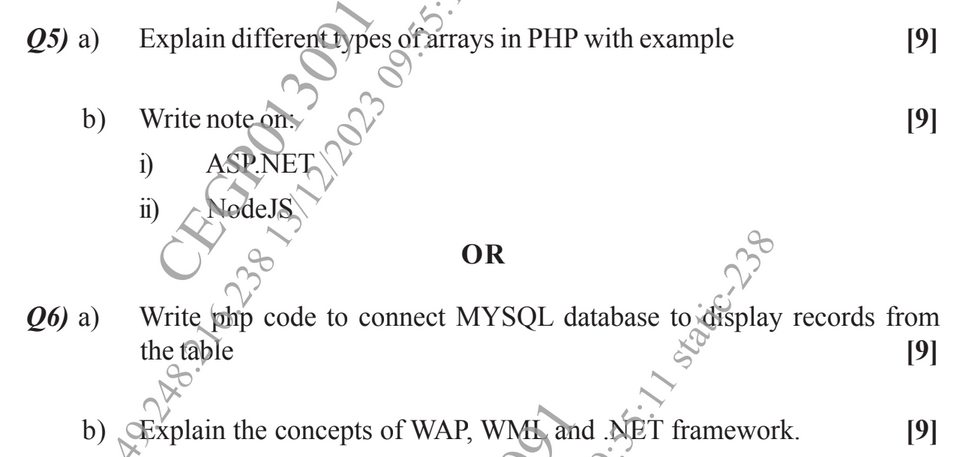 Q5) a) Explain different types of arrays in PHP with example [9]
b) Write note on: [9]
i) ASP.NET
ii) NodeJS
OR
Q6) a) Write php code to connect MYSQL database to display records from
the table [9]
b) Explain the concepts of WAP, WML and .NET framework. [9]
CEGP013091
49.248.216.238 13/12/2023 09:55:
:55:11 static-238
091